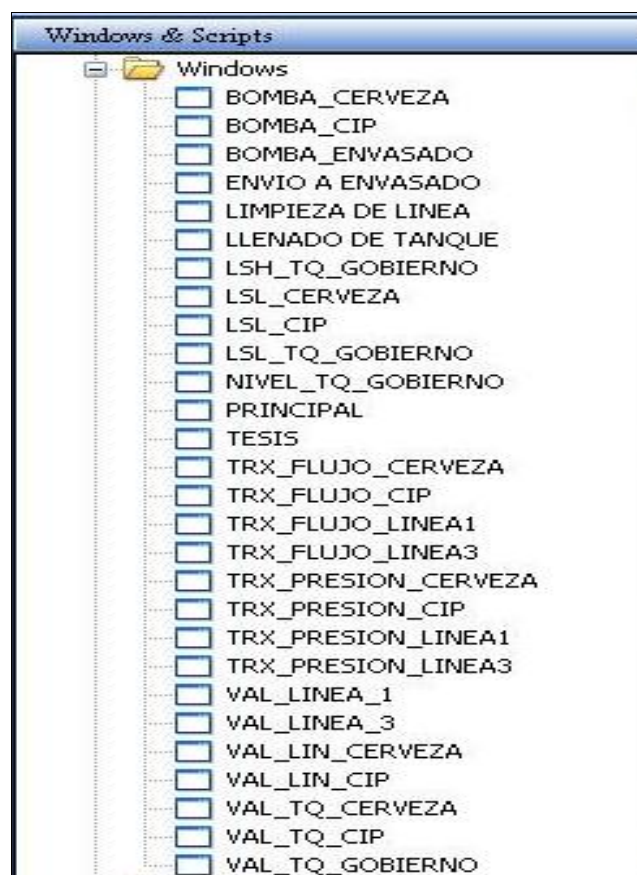 Windows & Scripts
Windows
BOMBA_CERVEZA
BOMBA_CIP
BOMBA_ENVASADO
ENVIO A ENVASADO
LIMPIEZA DE LINEA
LLENADO DE TANQUE
LSH_TQ_GOBIERNO
LSL_CERVEZA
LSL_CIP
LSL_TQ_GOBIERNO
NIVEL_TQ_GOBIERNO
PRINCIPAL
TESIS
TRX_FLUJO_CERVEZA
TRX_FLUJO_CIP
TRX_FLUJO_LINEA1
TRX_FLUJO_LINEA3
TRX_PRESION_CERVEZA
TRX_PRESION_CIP
TRX_PRESION_LINEA1
TRX_PRESION_LINEA3
VAL_LINEA_1
VAL_LINEA_3
VAL_LIN_CERVEZA
VAL_LIN_CIP
VAL_TQ_CERVEZA
VAL_TQ_CIP
VAL_TQ_GOBIERNO